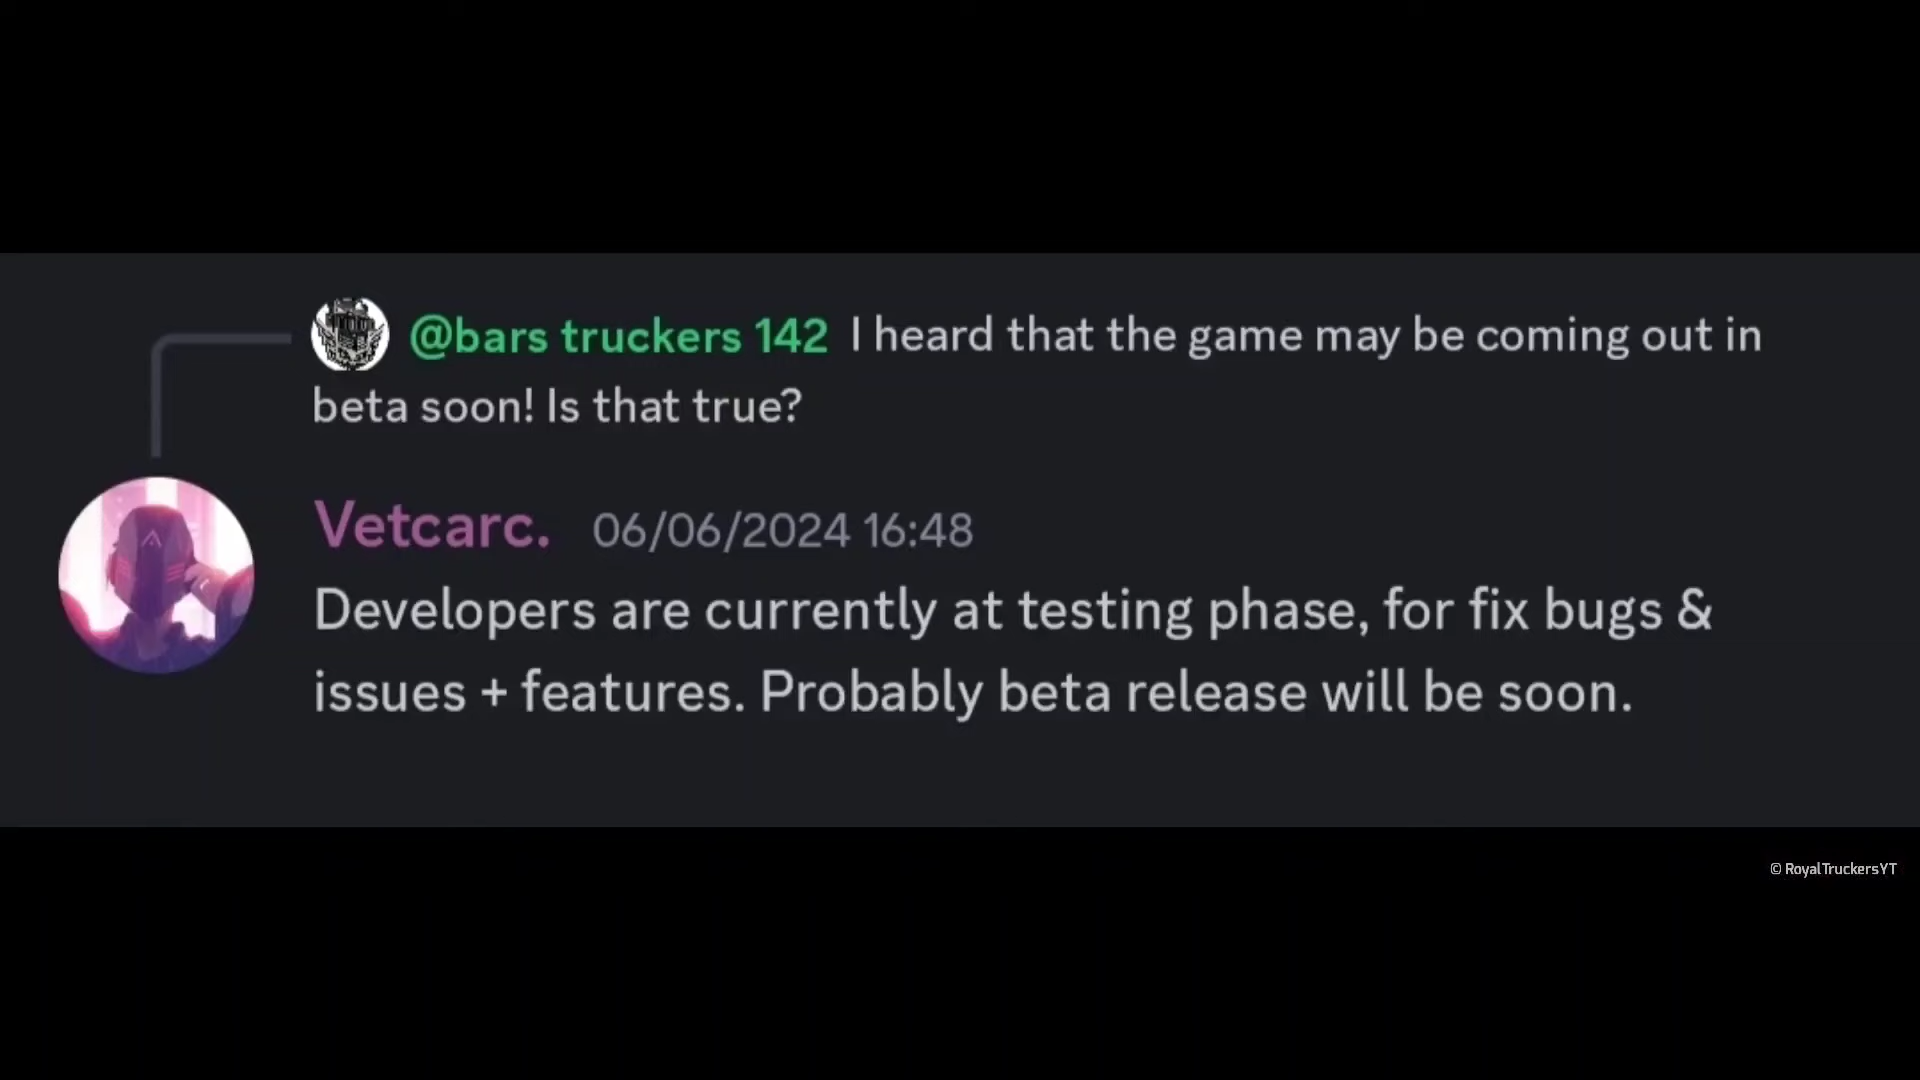 @bars truckers 142 I heard that the game may be coming out in
beta soon! Is that true?
Vetcarc. 06/06/2024 16:48
Developers are currently at testing phase, for fix bugs &
issues + features. Probably beta release will be soon.
© RoyalTruckersYT